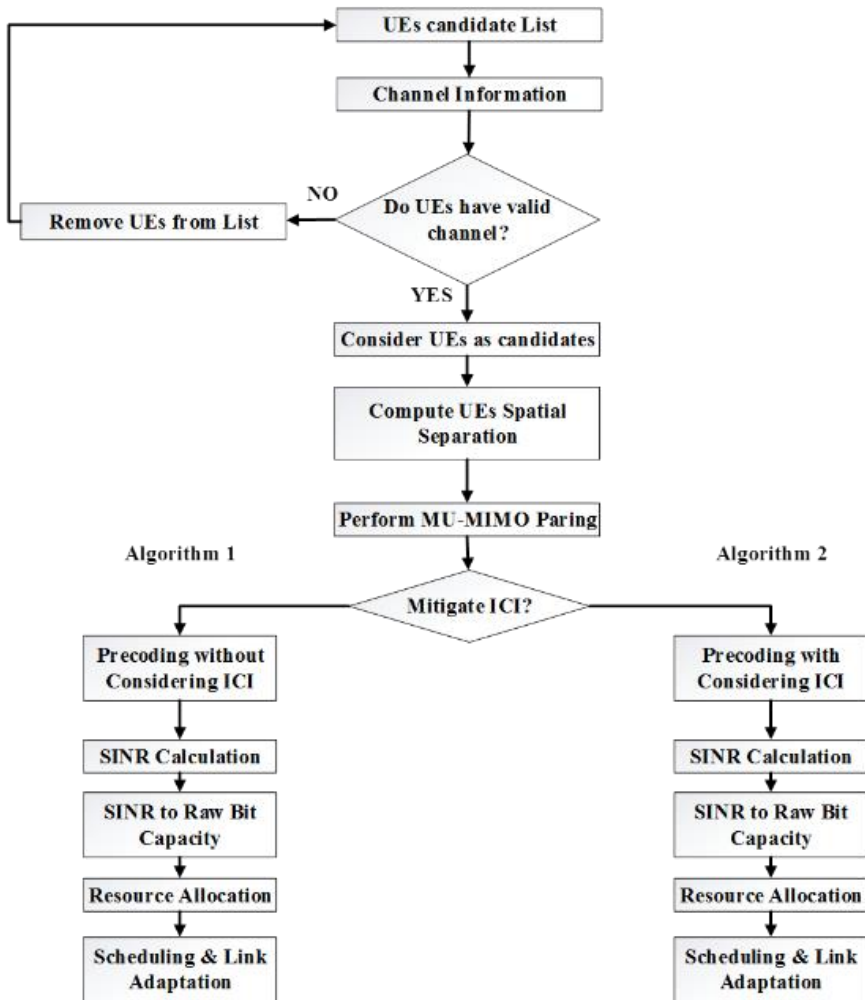 UEs candidate List
Channel Information
NO
Do UEs have valid
channel?
Remove UEs from List
YES
Consider UEs as candidates
Compute UEs Spatial
Separation
Perform MU-MIMO Paring
Algorithm 1
Algorithm 2
Mitigate ICI?
Precoding without
Considering ICI
SINR Calculation
SINR to Raw Bit
Capacity
Resource Allocation
Scheduling & Link
Adaptation
Precoding with
Considering ICI
SINR Calculation
SINR to Raw Bit
Capacity
Resource Allocation
Scheduling & Link
Adaptation